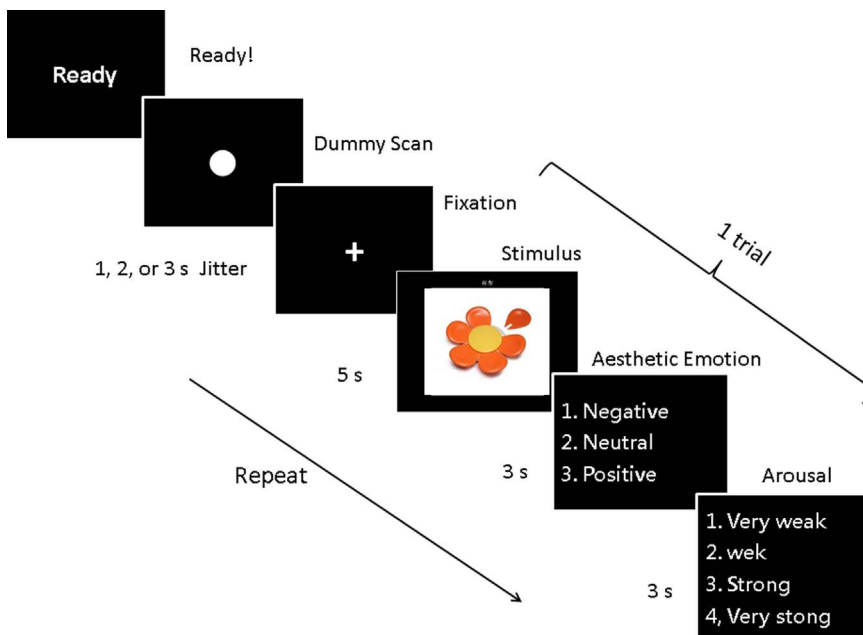 Ready
Ready!
Dummy Scan
Fixation
1, 2, or 3 s Jitter
Stimulus
1 trial
5 s
Aesthetic Emotion
1. Negative
2. Neutral
3. Positive
3 s
Repeat
Arousal
1. Very weak
2. wek
3. Strong
4, Very stong
3 s